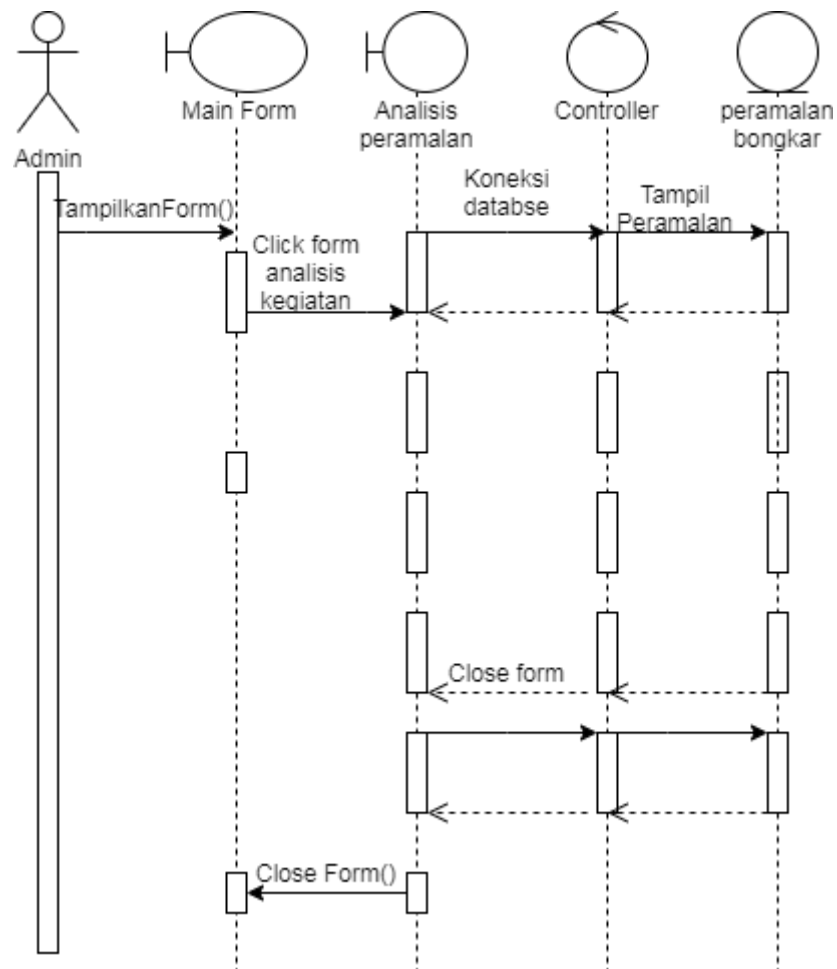 Main Form
Analisis
peramalan
Controller
peramalan
bongkar
Admin
TampilkanForm()
Koneksi
databse
Tampil
Peramalan
Click form
analisis
kegiatan
Close form
Close Form()